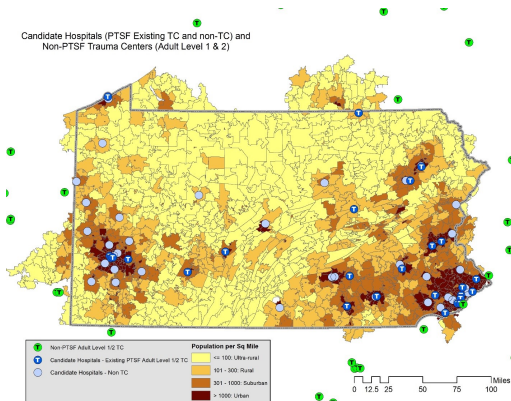 Candidate Hospitals (PTSF Existing TC and non-TC) and
Non-PTSF Trauma Centers (Adult Level 1 & 2)
Non-PTSF Adult Level 1/2 TC
Candidate Hospitals - Existing PTSF Adult Level 1/2 TC
Candidate Hospitals - Non TC
Population per Sq Mile
<= 100: Ultra-rural
101 - 300: Rural
301 - 1000: Suburban
> 1000: Urban
Miles
0 12.5 25 50 75 100